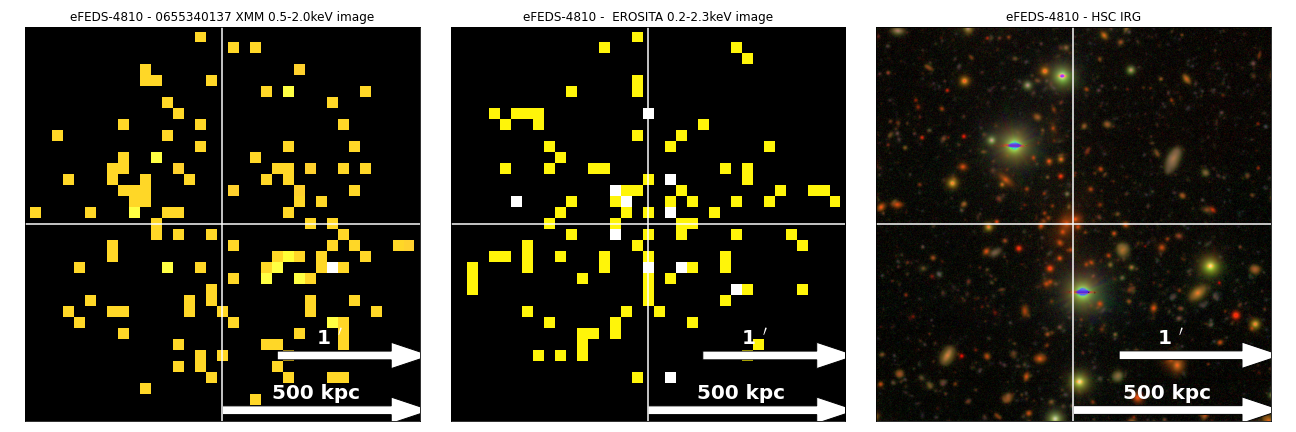 eFEDS-4810 - 0655340137 XMM 0.5-2.0keV image
1 ′
500 kpc
eFEDS-4810 -  EROSITA 0.2-2.3keV image
1 ′
500 kpc
eFEDS-4810 - HSC IRG
1 ′
500 kpc